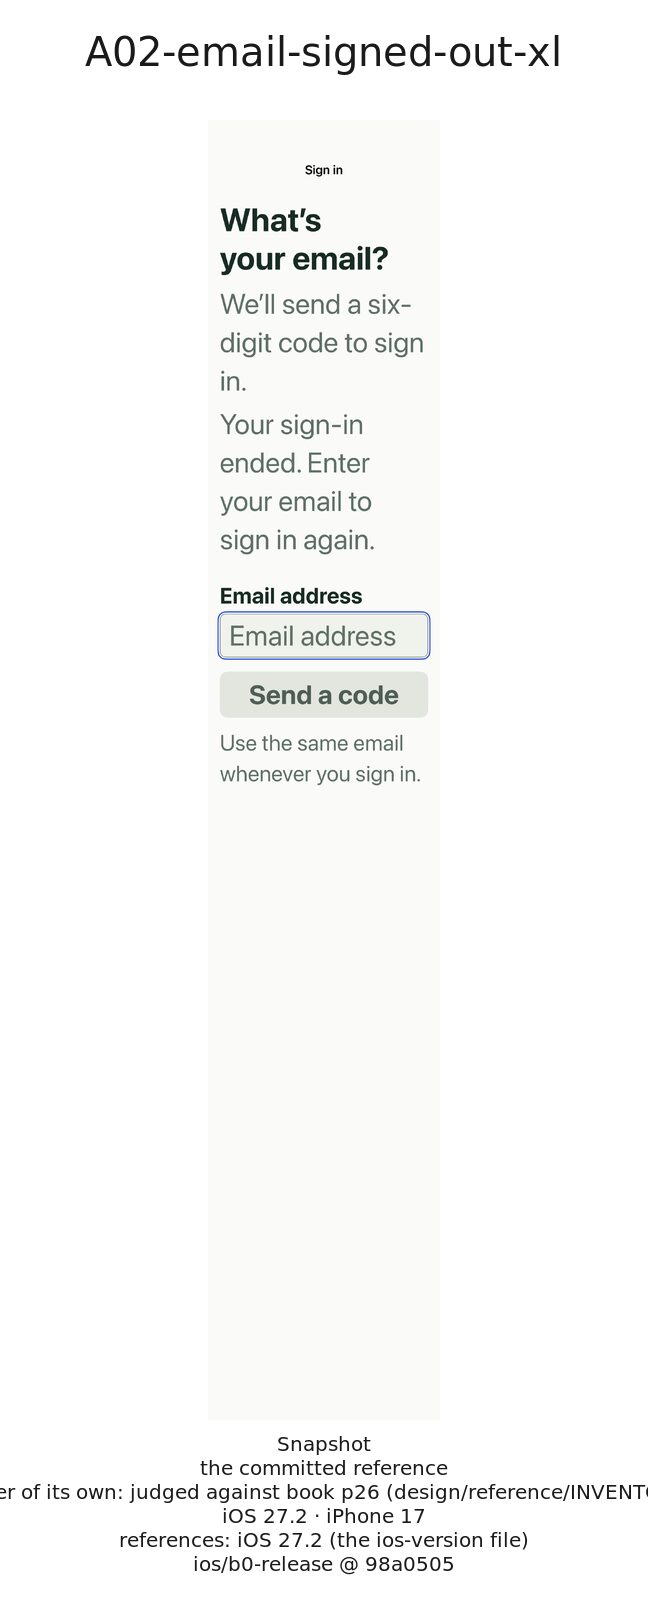 A02-email-signed-out-xl
Sign in
What’s
your email?
We’ll send a six-
digit code to sign
in.
Your sign-in
ended. Enter
your email to
sign in again.
Email address
Email address
Send a code
Use the same email
whenever you sign in.
Snapshot
the committed reference
of its own: judged against book p26 (design/reference/
iOS 27.2 · iPhone 17
references: iOS 27.2 (the ios-version file)
ios/b0-release @ 98a0505